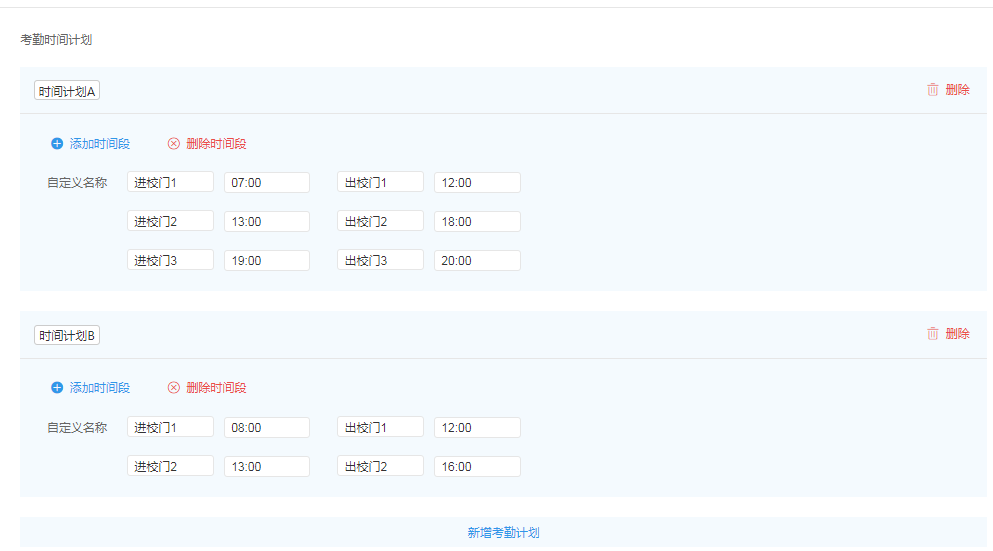 考勤时间计划
时间计划A 删除
添加时间段 删除时间段
自定义名称 进校门1 07:00 出校门1 12:00
进校门2 13:00 出校门2 18:00
进校门3 19:00 出校门3 20:00
时间计划B 删除
添加时间段 删除时间段
自定义名称 进校门1 08:00 出校门1 12:00
进校门2 13:00 出校门2 16:00
新增考勤计划